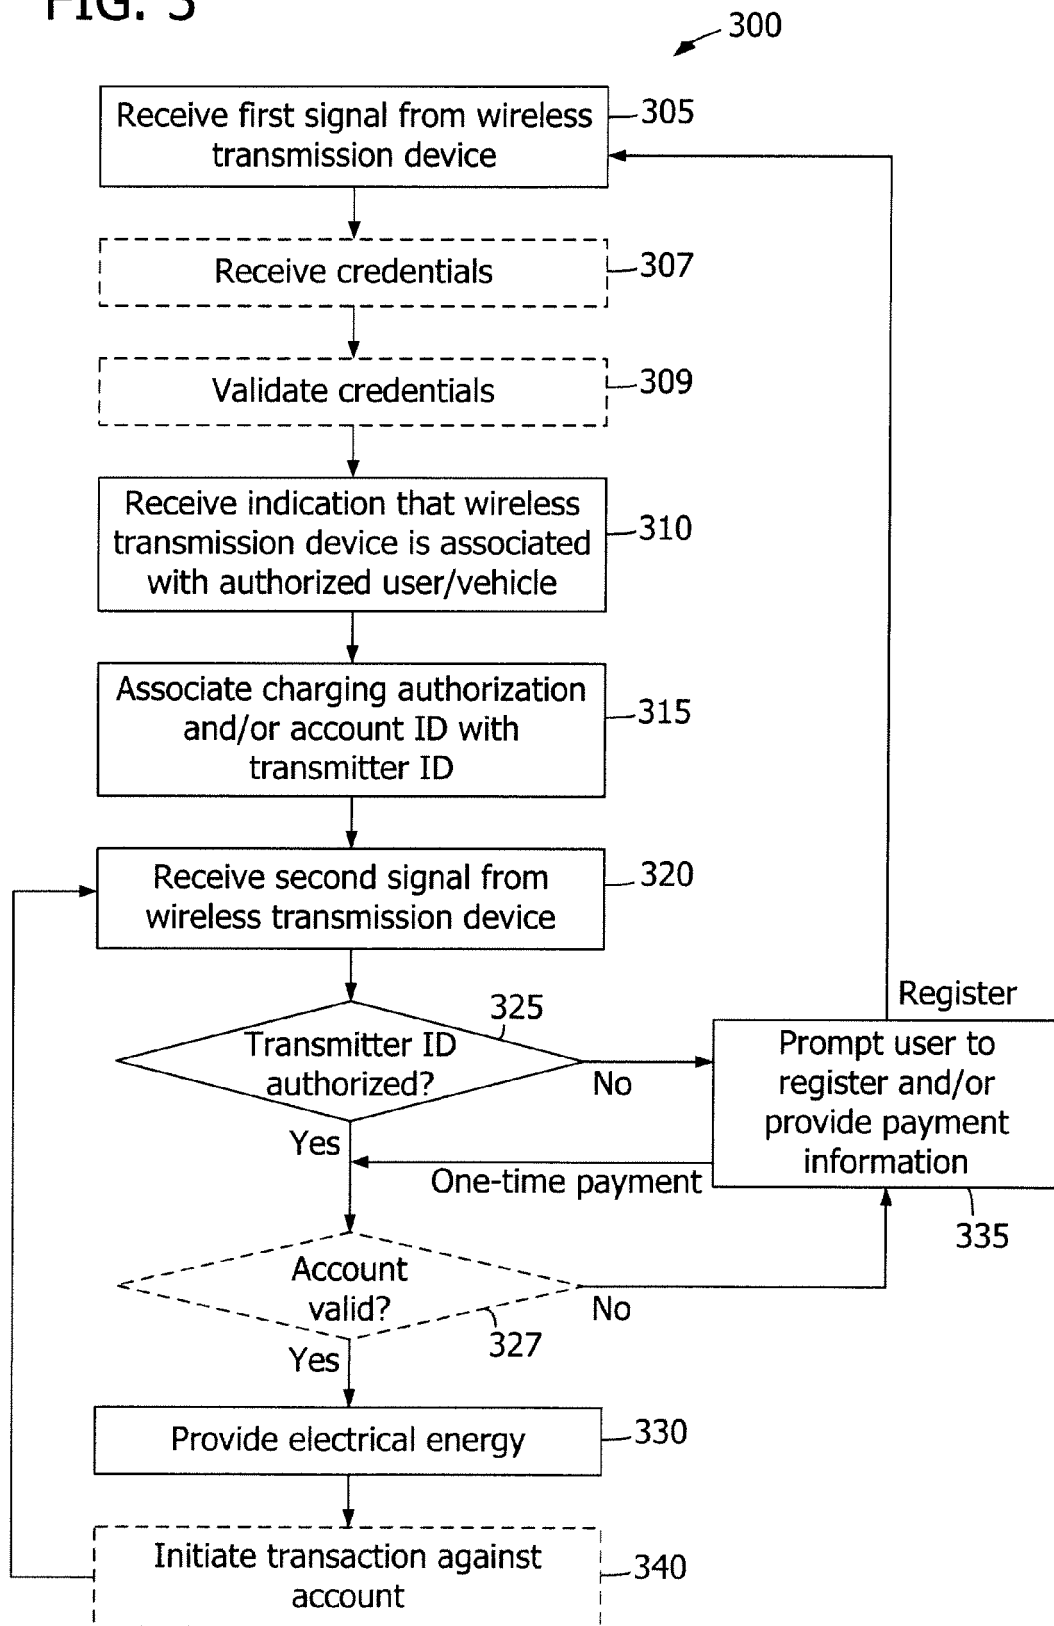 FIG. 3
300
Receive first signal from wireless
transmission device
305
Receive credentials
307
Validate credentials
309
Receive indication that wireless
transmission device is associated
with authorized user/vehicle
310
Associate charging authorization
and/or account ID with
transmitter ID
315
Receive second signal from
wireless transmission device
320
325
Transmitter ID
authorized?
No
Yes
Register
Prompt user to
register and/or
provide payment
information
335
One-time payment
Account
valid?
No
327
Yes
Provide electrical energy
330
Initiate transaction against
account
340